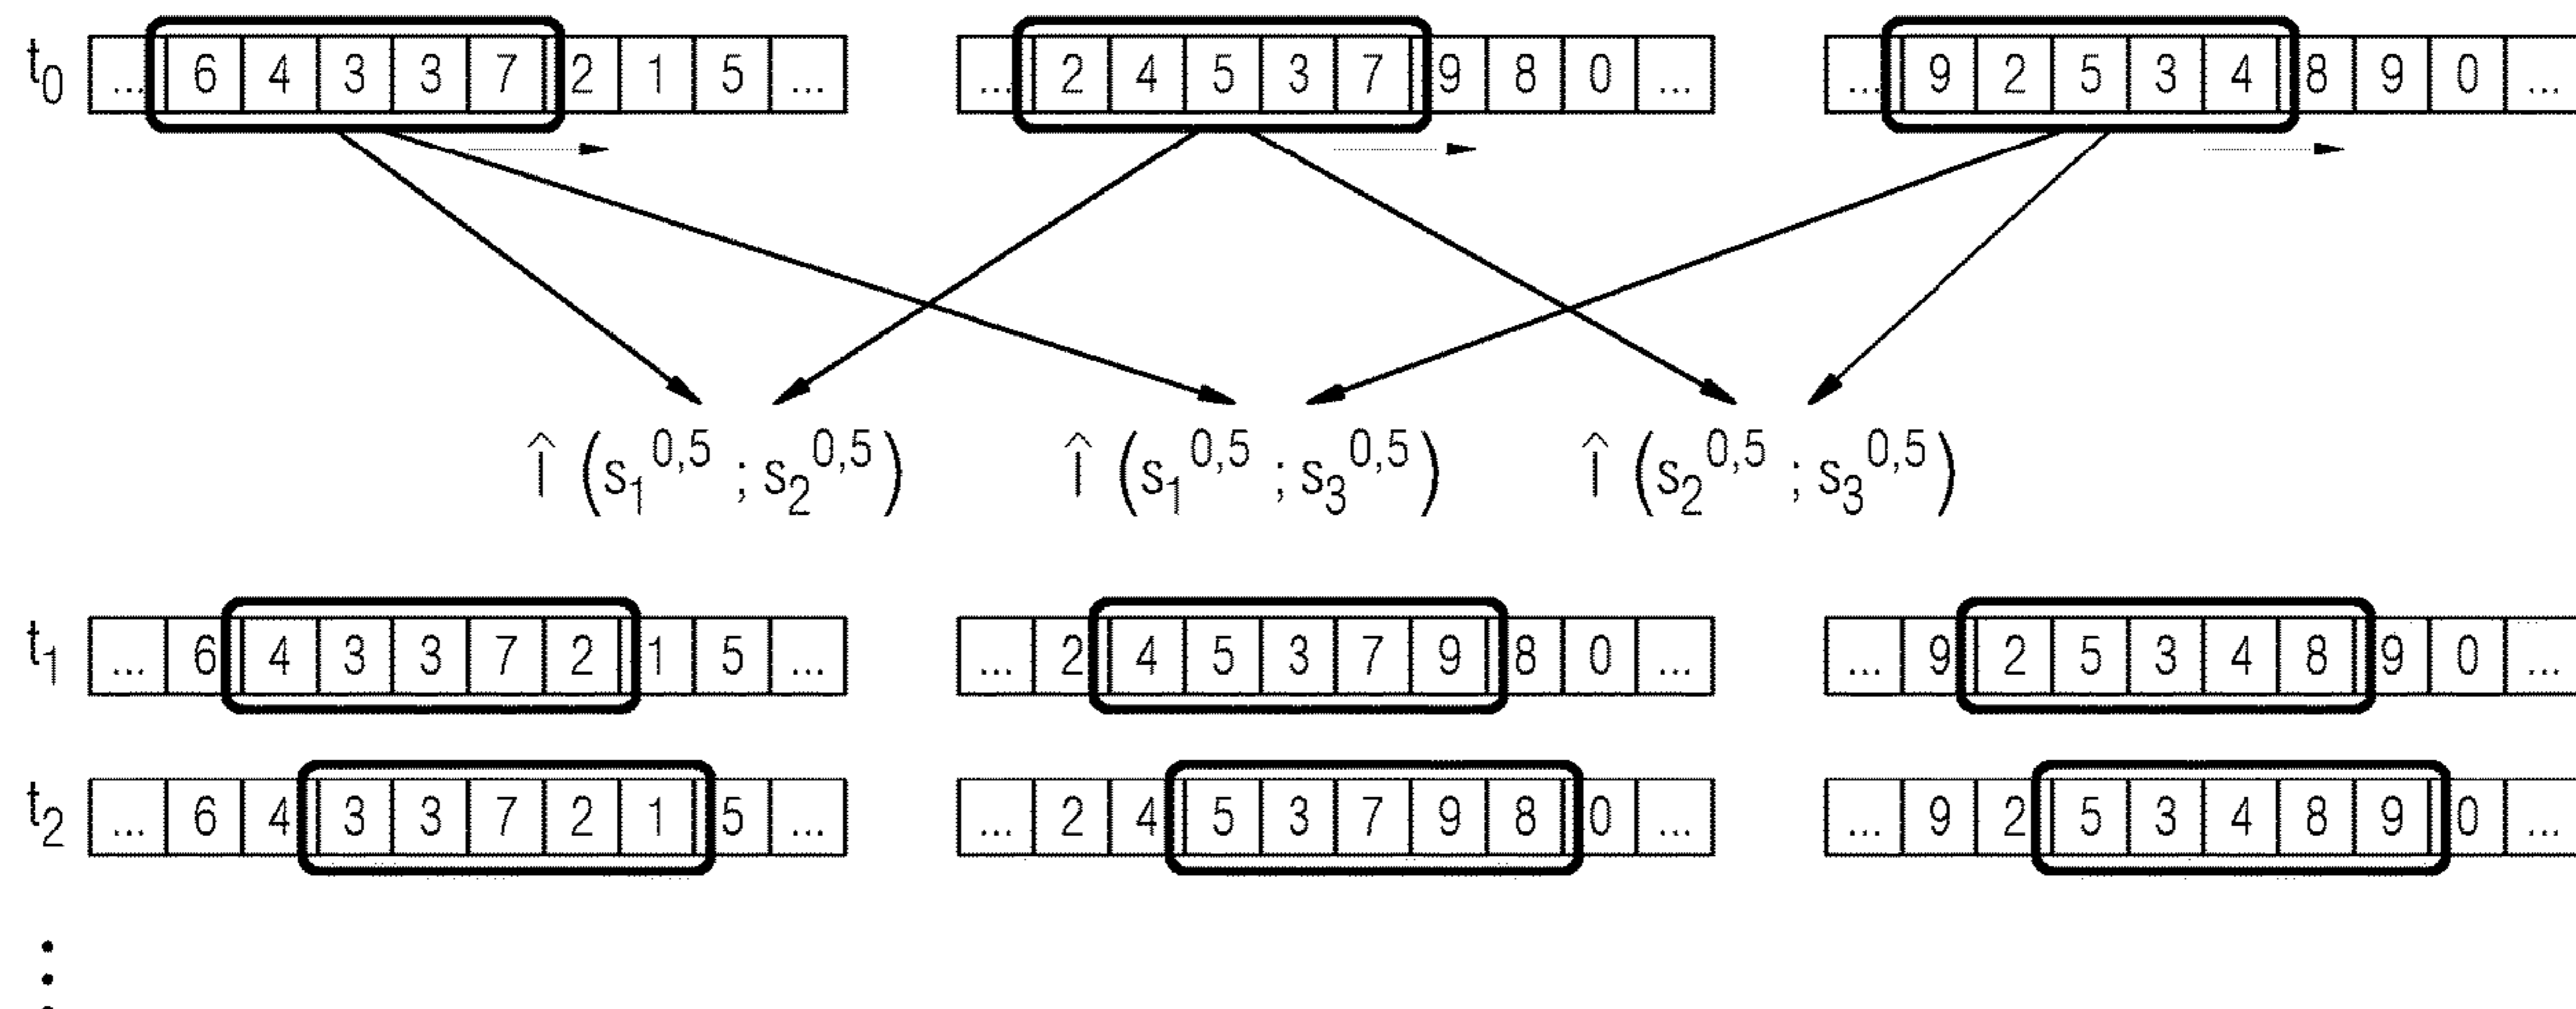 t0 ... 6 4 3 3 7 2 1 5 ... ... 2 4 5 3 7 9 8 0 ... ... 9 2 5 3 4 8 9 0 ...
Î (s₁^0,5 ; s₂^0,5) Î (s₁^0,5 ; s₃^0,5) Î (s₂^0,5 ; s₃^0,5)
t1 ... 6 4 3 3 7 2 1 5 ... ... 2 4 5 3 7 9 8 0 ... ... 9 2 5 3 4 8 9 0 ...
t2 ... 6 4 3 3 7 2 1 5 ... ... 2 4 5 3 7 9 8 0 ... ... 9 2 5 3 4 8 9 0 ...